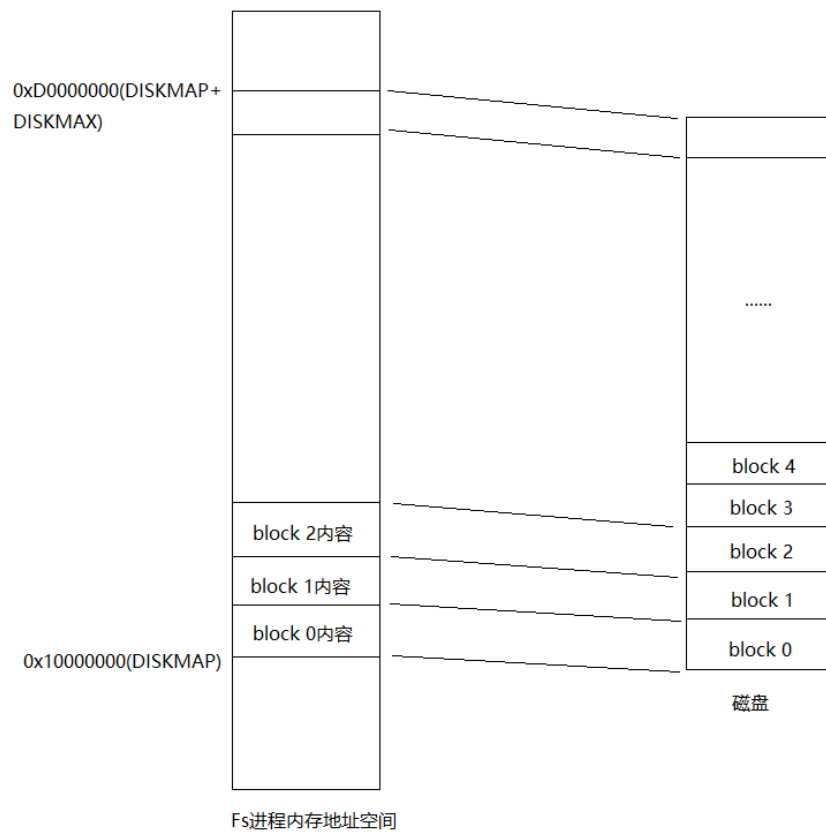 0xD0000000(DISKMAP+
DISKMAX)
......
block 4
block 3
block 2内容
block 2
block 1内容
block 1
block 0内容
block 0
0x10000000(DISKMAP)
磁盘
Fs进程内存地址空间